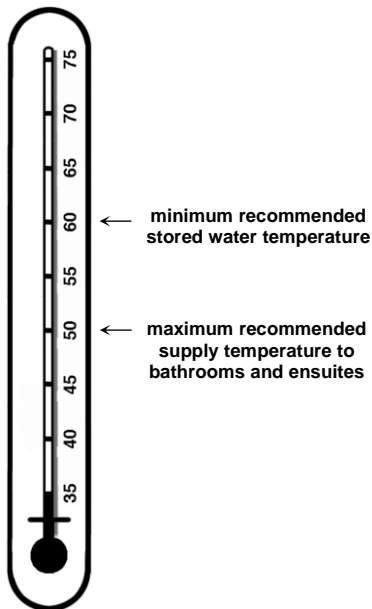 75
70
65
60
minimum recommended
stored water temperature
55
50
maximum recommended
supply temperature to
bathrooms and ensuites
45
40
35